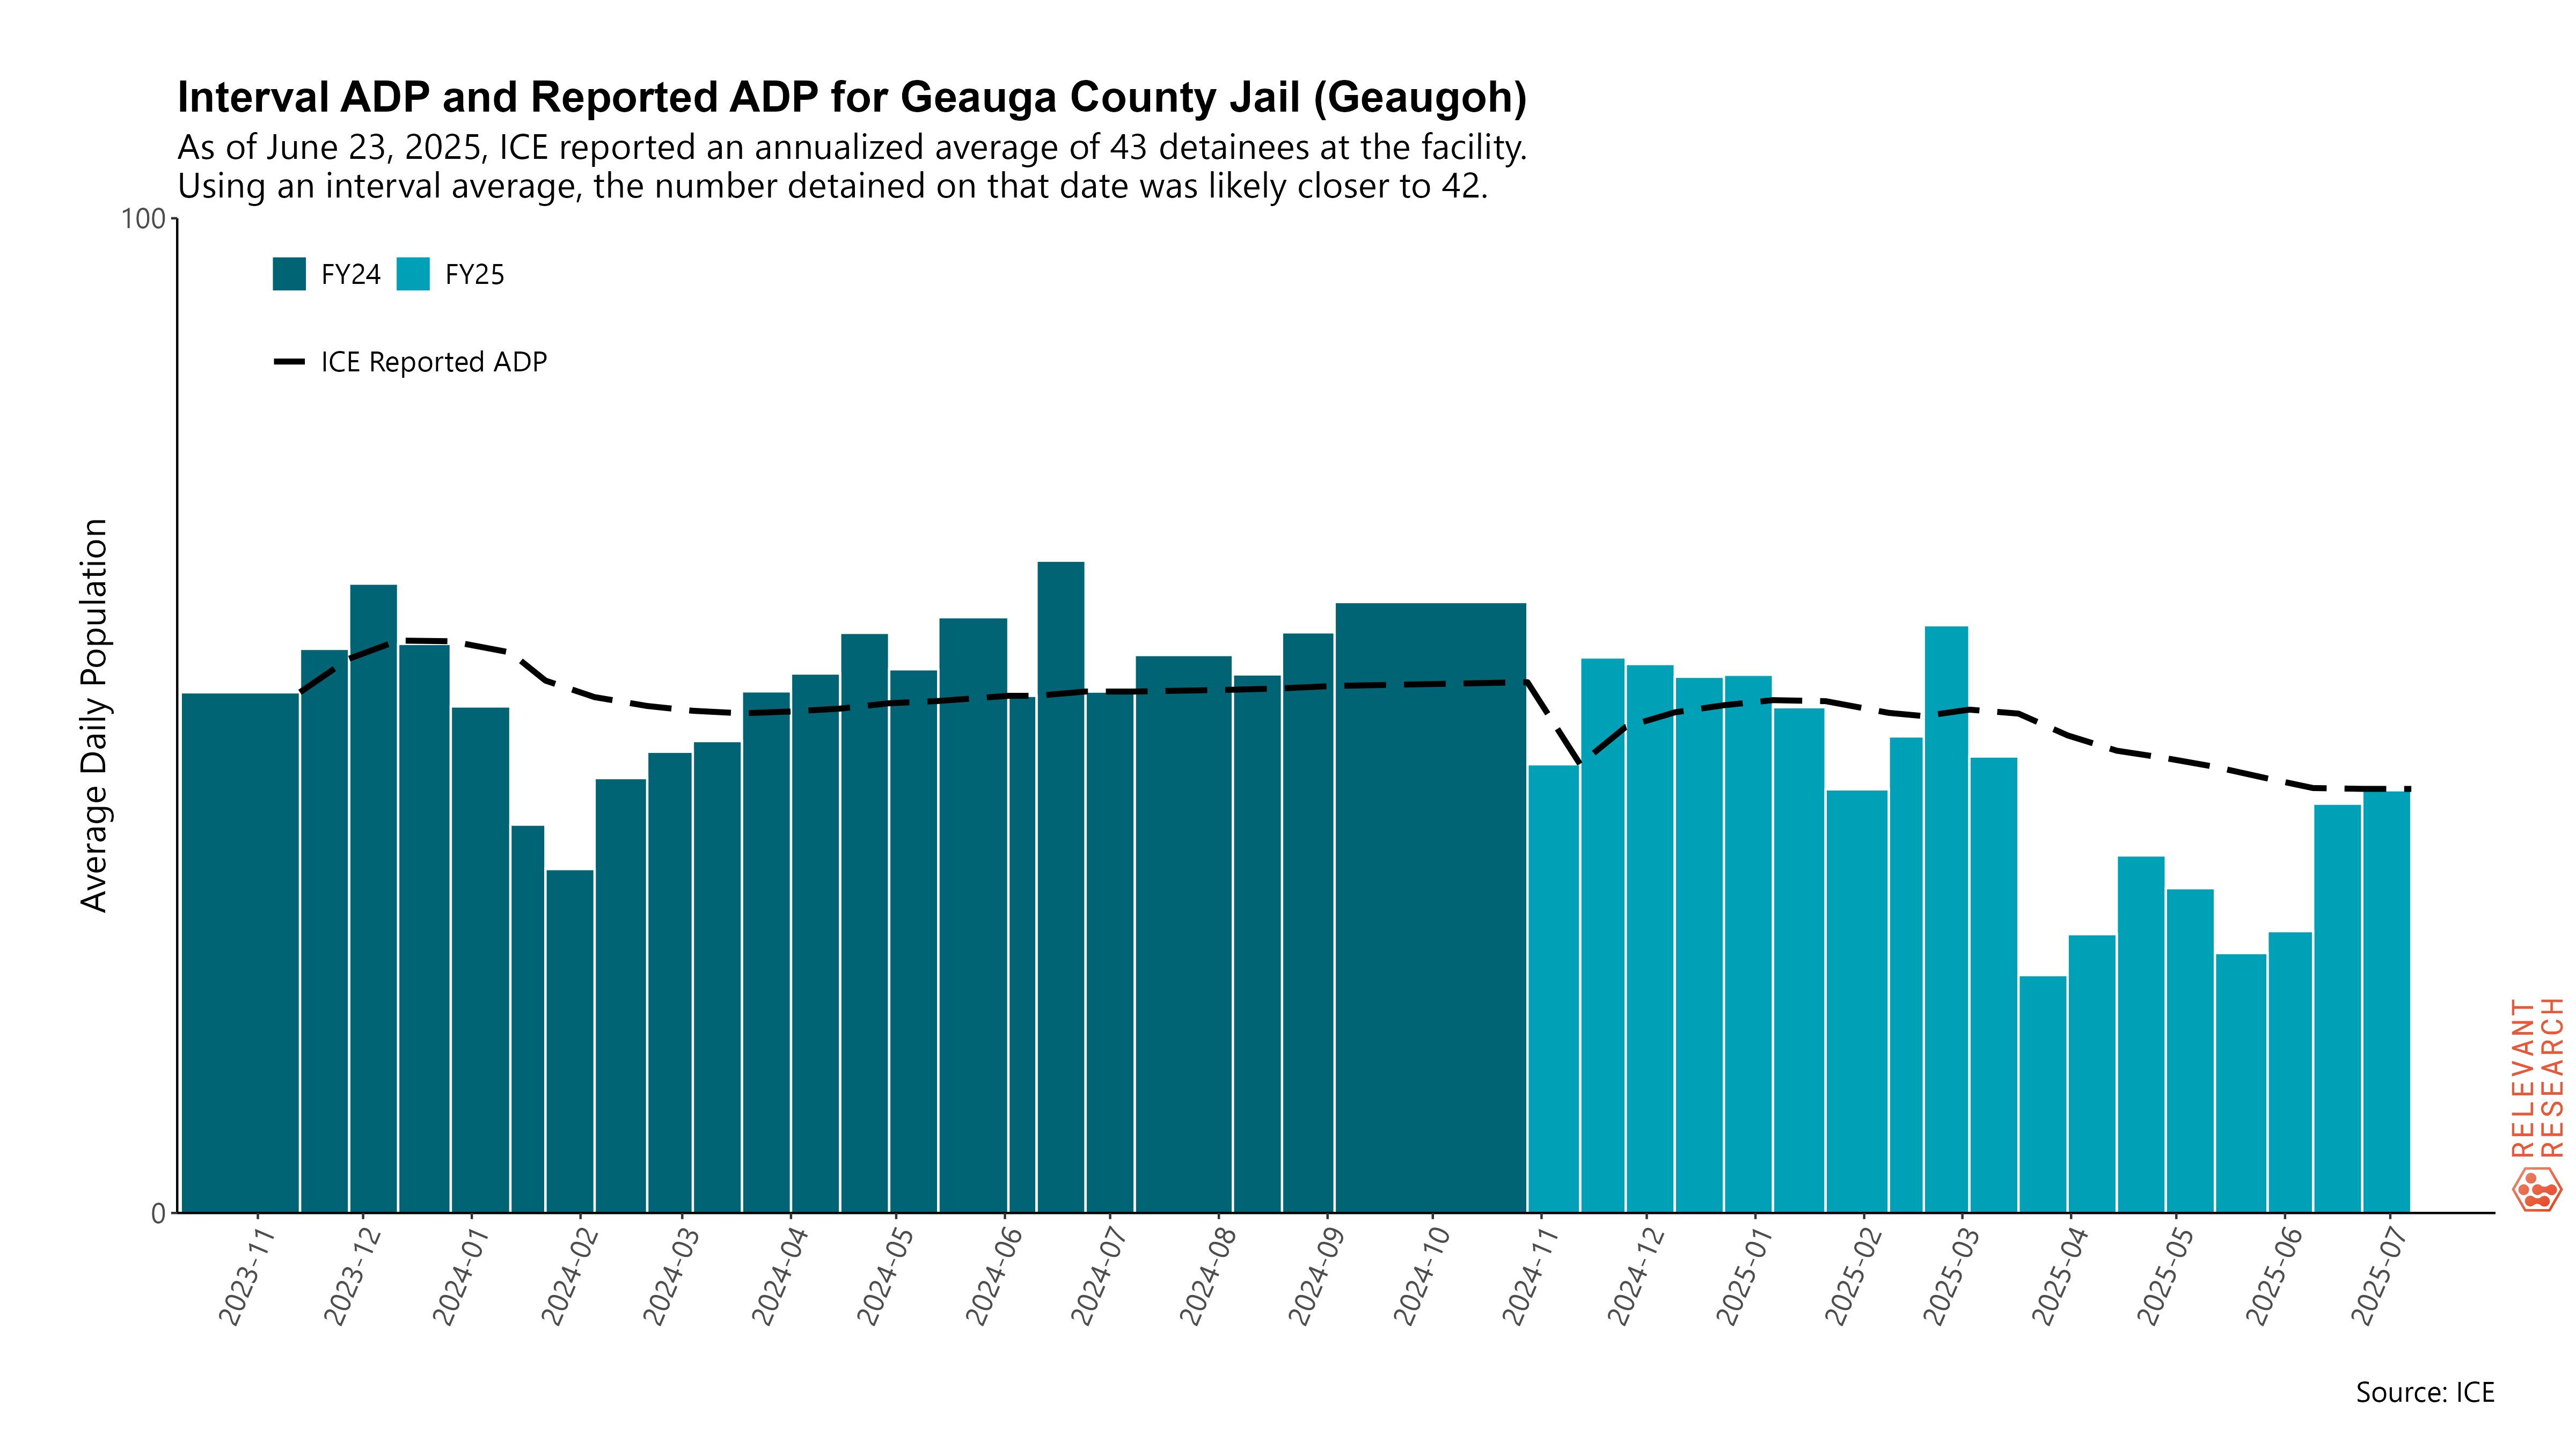 Interval ADP and Reported ADP for Geauga County Jail (Geaugoh)
As of June 23, 2025, ICE reported an annualized average of 43 detainees at the facility.
Using an interval average, the number detained on that date was likely closer to 42.
100
FY24
FY25
ICE Reported ADP
Average Daily Population
0
2023-11
2023-12
2024-01
2024-02
2024-03
2024-04
2024-05
2024-06
2024-07
2024-08
2024-09
2024-10
2024-11
2024-12
2025-01
2025-02
2025-03
2025-04
2025-05
2025-06
2025-07
RELEVANT
RESEARCH
Source: ICE